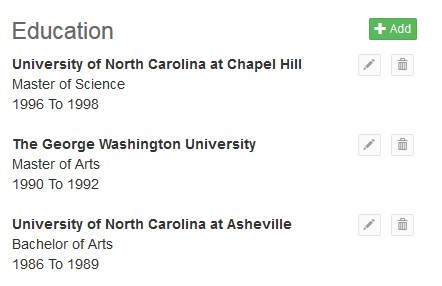 Education
Add
University of North Carolina at Chapel Hill
Master of Science
1996 To 1998
The George Washington University
Master of Arts
1990 To 1992
University of North Carolina at Asheville
Bachelor of Arts
1986 To 1989